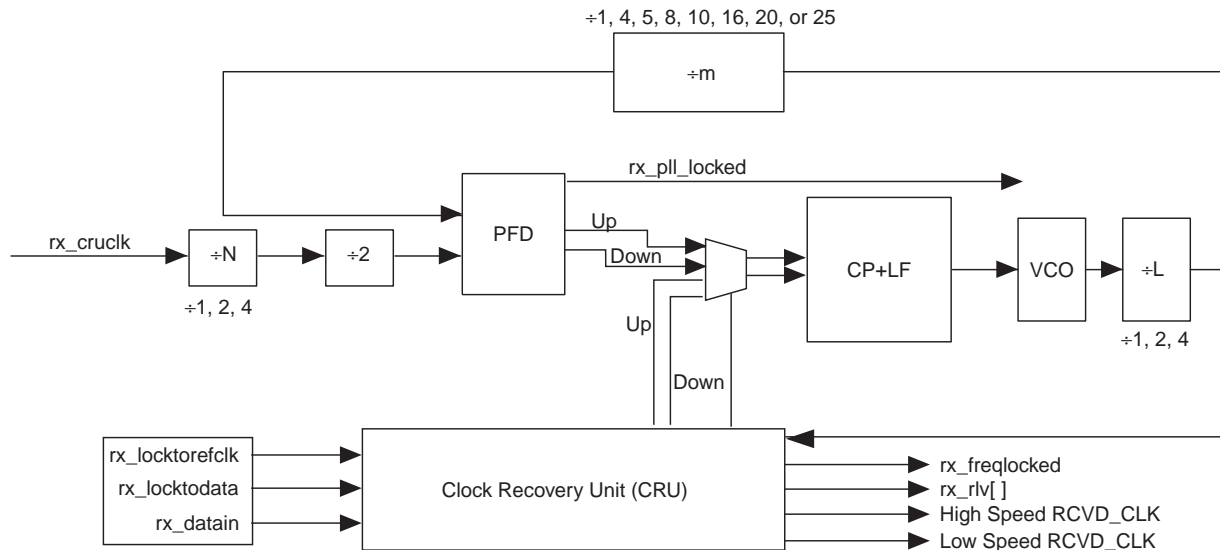 ÷1, 4, 5, 8, 10, 16, 20, or 25
÷m
rx_pll_locked
PFD
Up
Down
rx_cruclk
÷N
÷2
CP+LF
VCO
÷L
÷1, 2, 4
÷1, 2, 4
Up
Down
rx_locktorefclk
rx_locktodata
rx_datain
Clock Recovery Unit (CRU)
rx_freqlocked
rx_rlv[ ]
High Speed RCVD_CLK
Low Speed RCVD_CLK